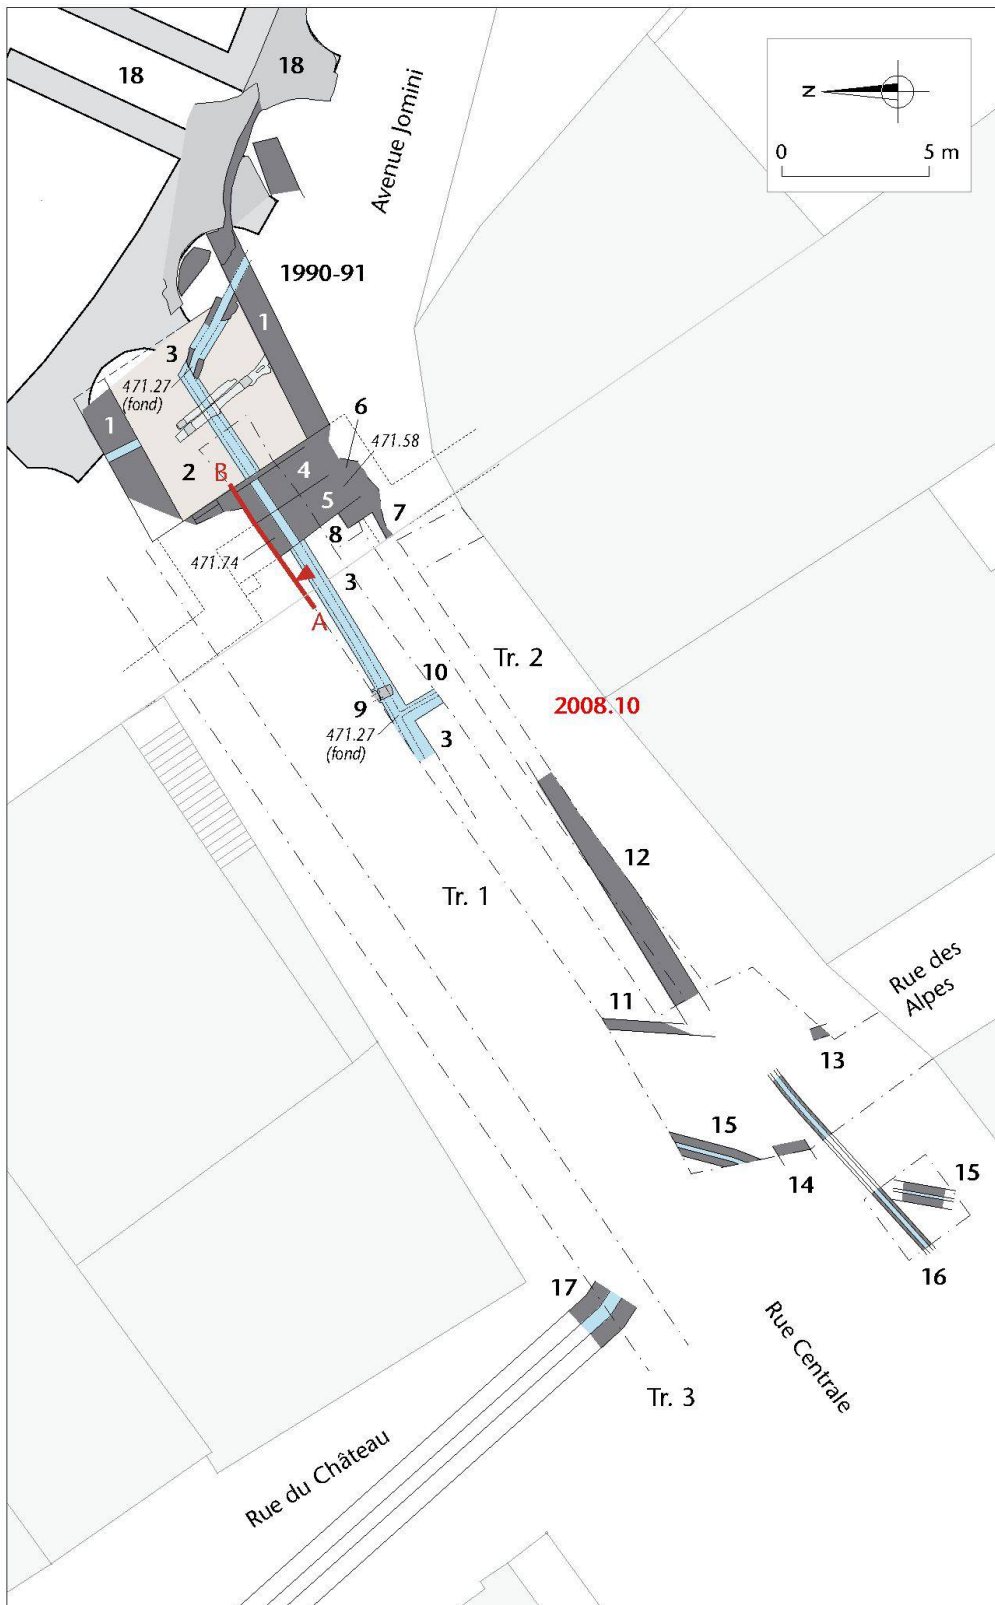 18
18
Avenue Jomini
N
0
5 m
1990-91
1
3
471.27
(fond)
1
6
471.58
2
B
4
5
7
8
471.74
3
A
Tr. 2
10
9
2008.10
471.27
(fond)
3
12
Tr. 1
Rue des
Alpes
11
13
15
14
15
16
17
Rue Centrale
Tr. 3
Rue du Château